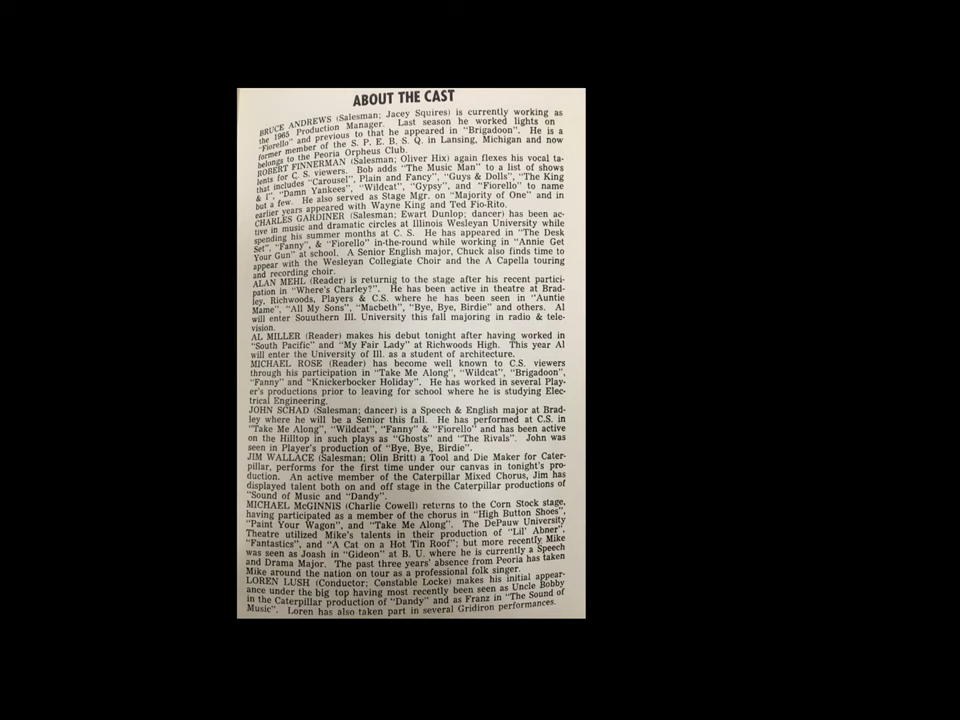 ABOUT THE CAST
BRUCE ANDREWS (Salesman; Jacey Squires) is currently working as
the 1965 Production Manager. Last season he worked lights on
"Fiorello" and previous to that he appeared in "Brigadoon". He is a
former member of the S. P. E. B. S. Q. in Lansing, Michigan and now
belongs to the Peoria Orpheus Club.
ROBERT FINNERMAN (Salesman; Oliver Hix) again flexes his vocal ta-
lents for C. S. viewers. Bob adds "The Music Man" to a list of shows
that includes "Carousel", Plain and Fancy", "Guys & Dolls", "The King
& I", "Damn Yankees", "Wildcat", "Gypsy", and "Fiorello" to name
but a few. He also served as Stage Mgr. on "Majority of One" and in
earlier years appeared with Wayne King and Ted Fio-Rito.
CHARLES GARDINER (Salesman; Ewart Dunlop; dancer) has been ac-
tive in music and dramatic circles at Illinois Wesleyan University while
spending his summer months at C. S. He has appeared in "The Desk
Set", "Fanny", & "Fiorello" in-the-round while working in "Annie Get
Your Gun" at school. A Senior English major, Chuck also finds time to
appear with the Wesleyan Collegiate Choir and the A Capella touring
and recording choir.
ALAN MEHL (Reader) is returnig to the stage after his recent partici-
pation in "Where's Charley?". He has been active in theatre at Brad-
ley, Richwoods, Players & C.S. where he has been seen in "Auntie
Mame", "All My Sons", "Macbeth", "Bye, Bye, Birdie" and others. Al
will enter Souuthern Ill. University this fall majoring in radio & tele-
vision.
AL MILLER (Reader) makes his debut tonight after having worked in
"South Pacific" and "My Fair Lady" at Richwoods High. This year Al
will enter the University of Ill. as a student of architecture.
MICHAEL ROSE (Reader) has become well known to C.S. viewers
through his participation in "Take Me Along", "Wildcat", "Brigadoon",
"Fanny" and "Knickerbocker Holiday". He has worked in several Play-
er's productions prior to leaving for school where he is studying Elec-
trical Engineering.
JOHN SCHAD (Salesman; dancer) is a Speech & English major at Brad-
ley where he will be a Senior this fall. He has performed at C.S. in
"Take Me Along", "Wildcat", "Fanny" & "Fiorello" and has been active
on the Hilltop in such plays as "Ghosts" and "The Rivals". John was
seen in Player's production of "Bye, Bye, Birdie".
JIM WALLACE (Salesman; Olin Britt) a Tool and Die Maker for Cater-
pillar, performs for the first time under our canvas in tonight's pro-
duction. An active member of the Caterpillar Mixed Chorus, Jim has
displayed talent both on and off stage in the Caterpillar productions of
"Sound of Music and "Dandy".
MICHAEL McGINNIS (Charlie Cowell) returns to the Corn Stock stage,
having participated as a member of the chorus in "High Button Shoes",
"Paint Your Wagon", and "Take Me Along". The DePauw University
Theatre utilized Mike's talents in their production of "Lil' Abner",
"Fantastics", and "A Cat on a Hot Tin Roof"; but more recently Mike
was seen as Joash in "Gideon" at B. U. where he is currently a Speech
and Drama Major. The past three years' absence from Peoria has taken
Mike around the nation on tour as a professional folk singer.
LOREN LUSH (Conductor; Constable Locke) makes his initial appear-
ance under the big top having most recently been seen as Uncle Bobby
in the Caterpillar production of "Dandy" and as Franz in "The Sound of
Music". Loren has also taken part in several Gridiron performances.